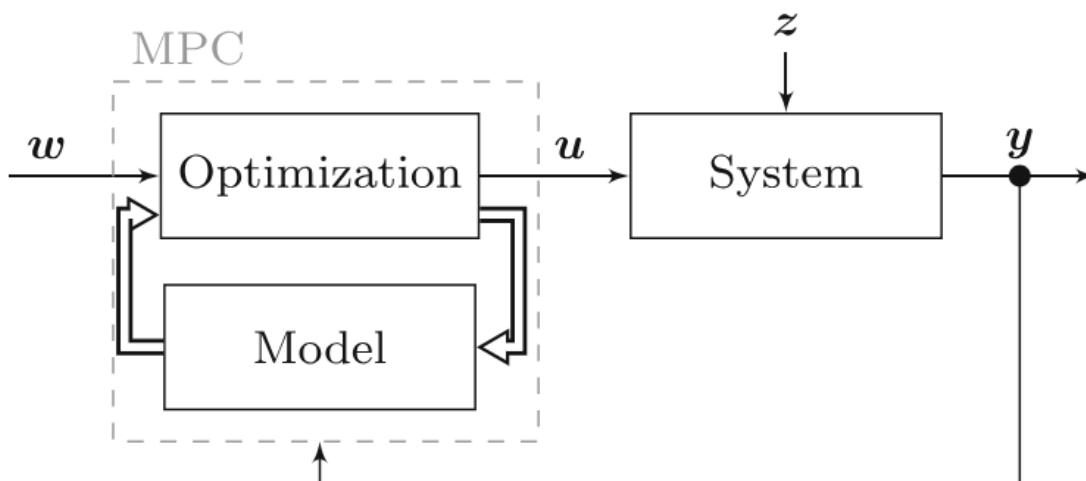 z
MPC
w
Optimization
u
System
y
Model